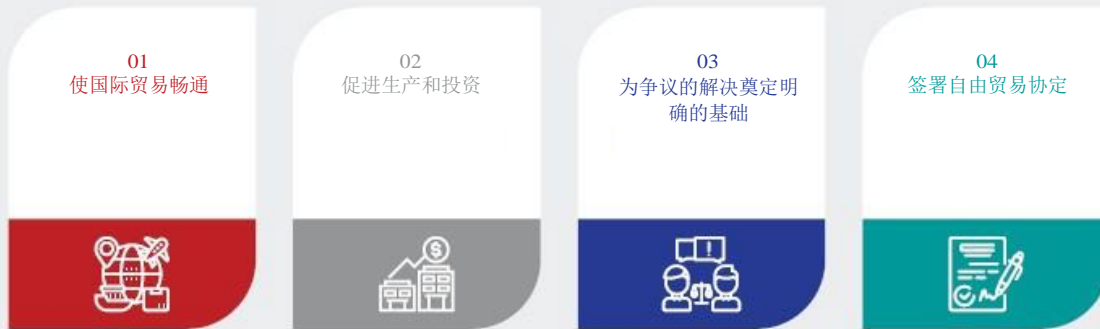 01
使国际贸易畅通
02
促进生产和投资
03
为争议的解决奠定明
确的基础
04
签署自由贸易协定